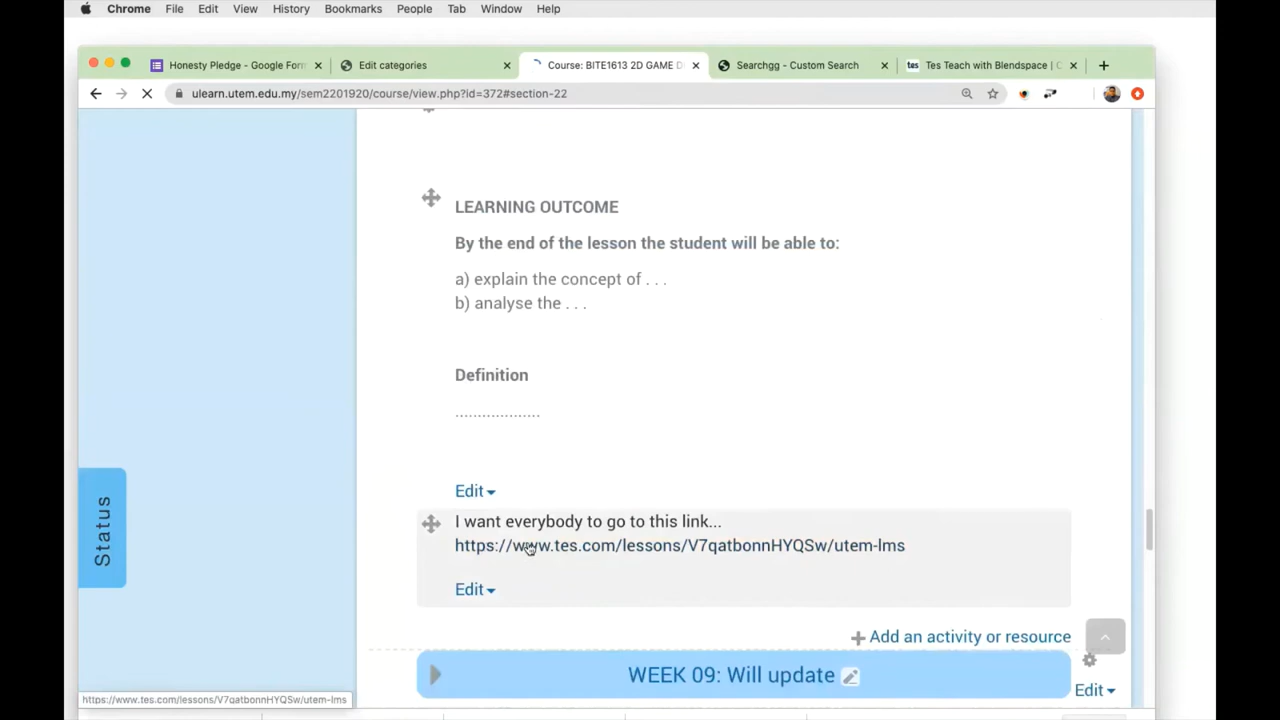 Chrome File Edit View History Bookmarks People Tab Window Help
Honesty Pledge - Google For
Edit categories
Course: BITE1613 2D GAME D
Searchgg - Custom Search
tes Tes Teach with Blendspace |
ulearn.utem.edu.my/sem2201920/course/view.php?id=372#section-22
LEARNING OUTCOME
By the end of the lesson the student will be able to:
a) explain the concept of . . .
b) analyse the . . .
Definition
...................
Edit
I want everybody to go to this link...
https://www.tes.com/lessons/V7qatbonnHYQSw/utem-lms
Edit
Add an activity or resource
WEEK 09: Will update
Edit
Status
https://www.tes.com/lessons/V7qatbonnHYQSw/utem-lms